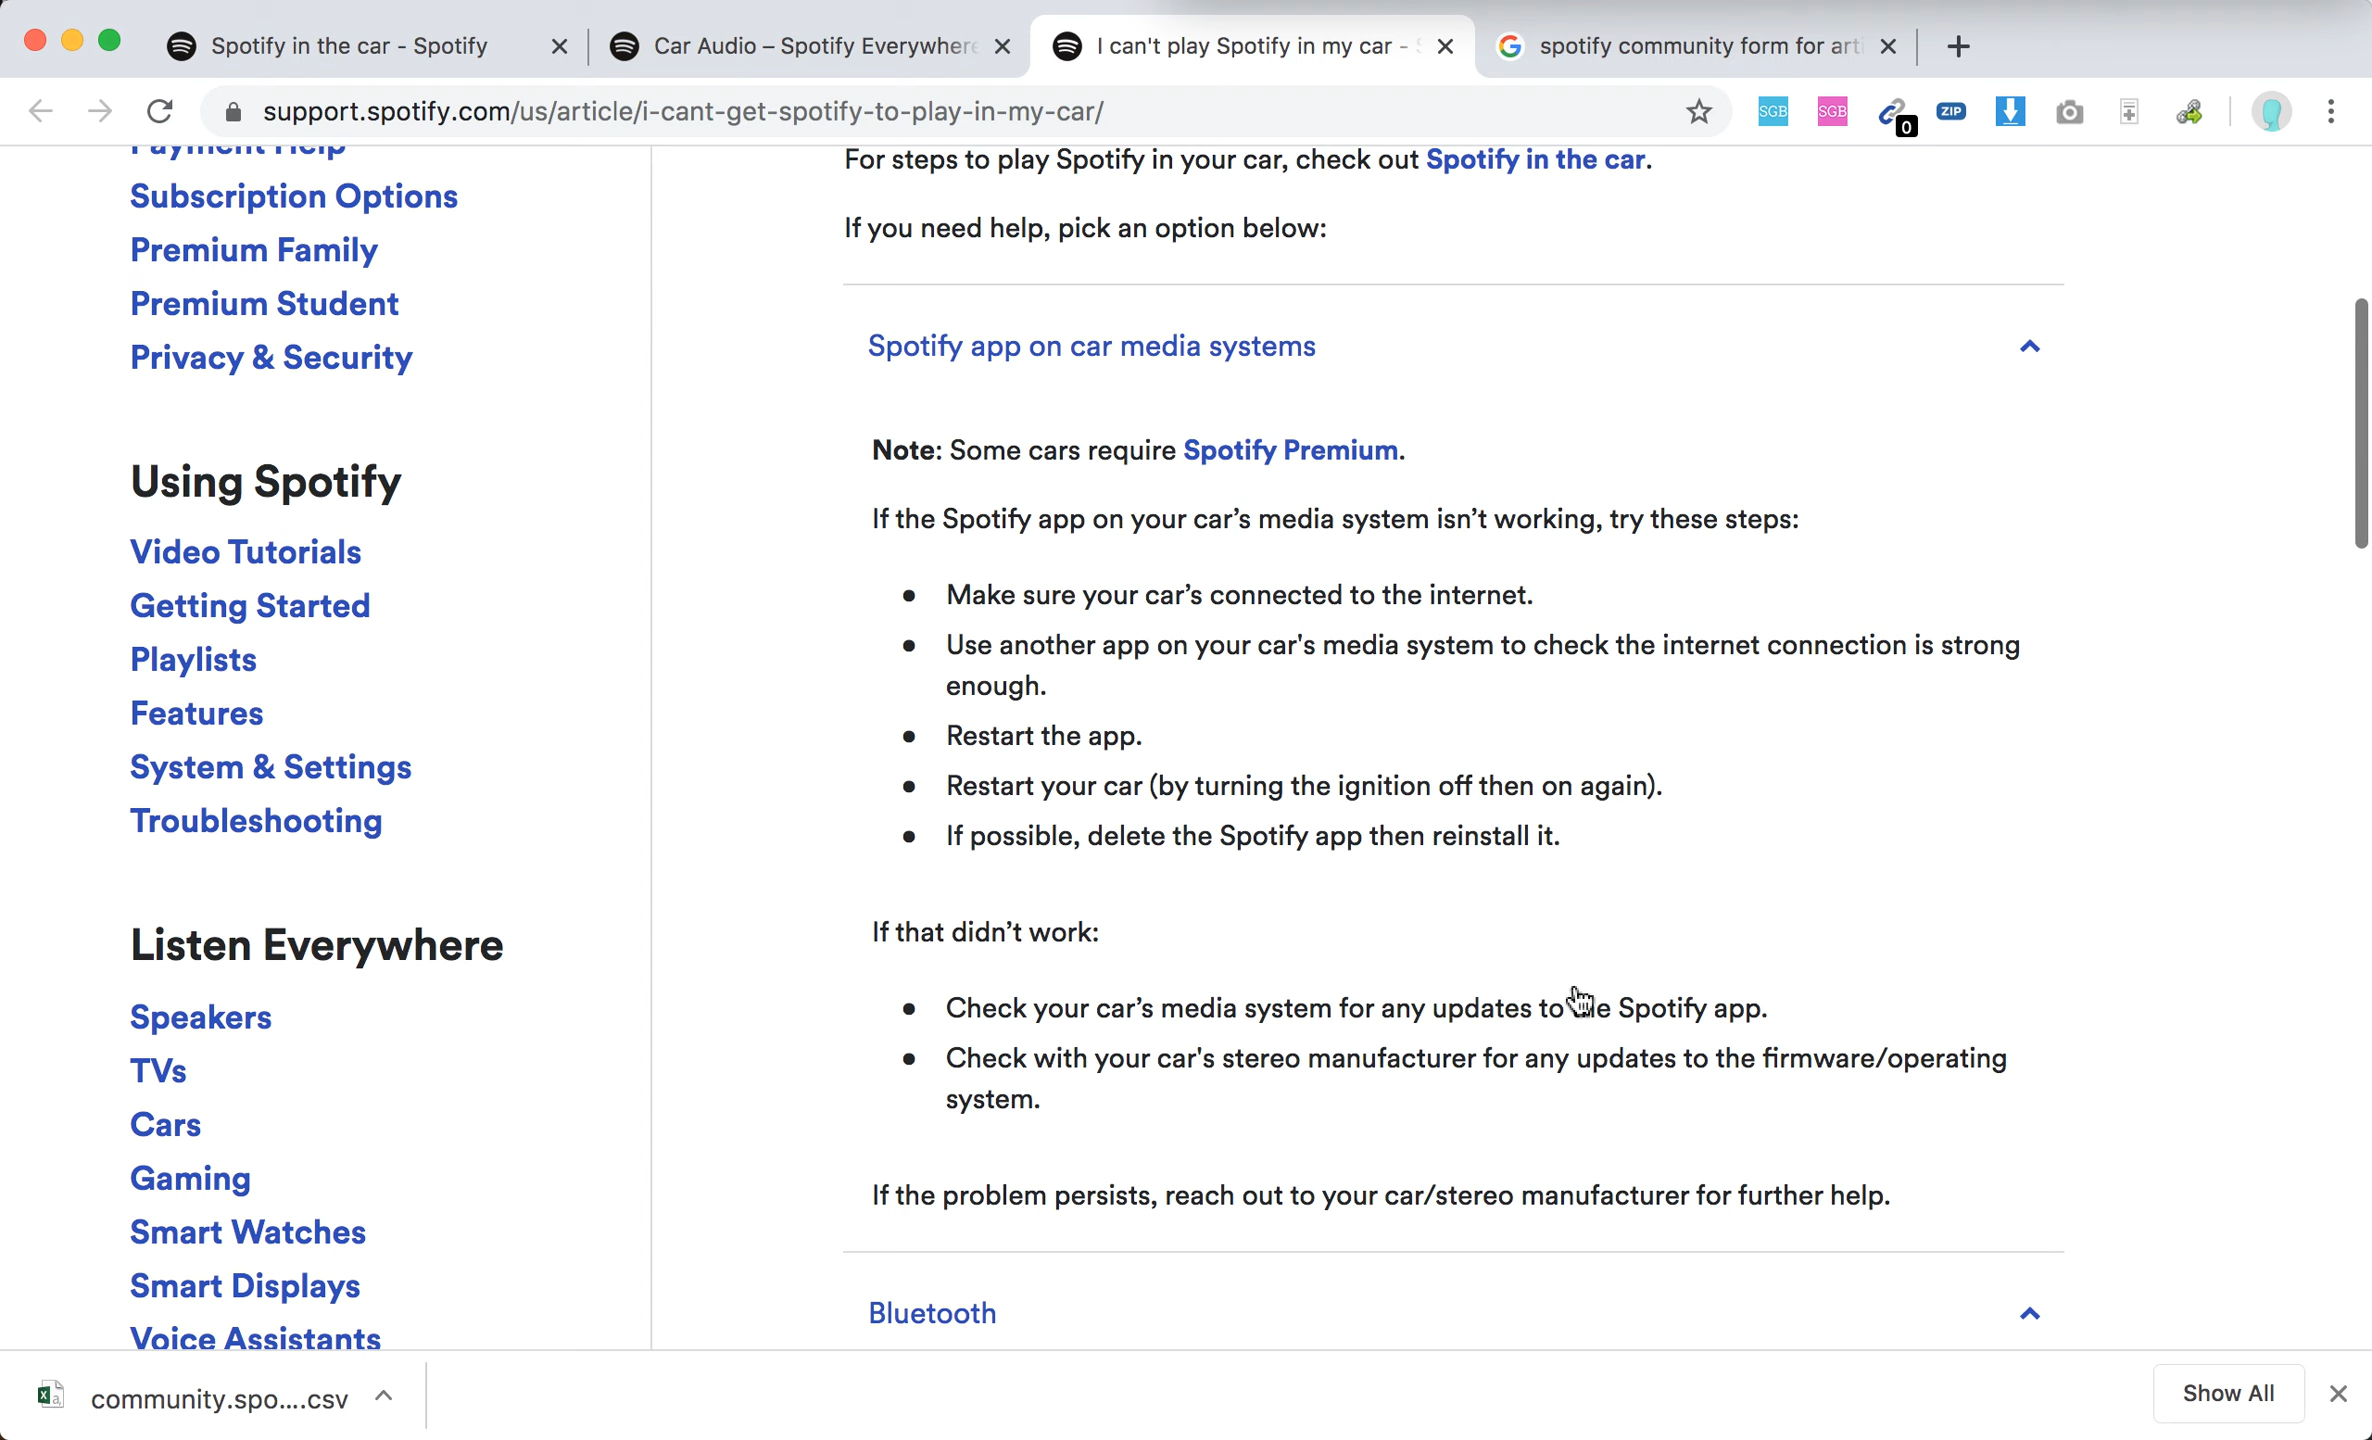 Spotify in the car - Spotify
Car Audio – Spotify Everywhere
I can't play Spotify in my car -
spotify community form for arti
support.spotify.com/us/article/i-cant-get-spotify-to-play-in-my-car/
SGB
SGB
0
ZIP
Payment Help
Subscription Options
Premium Family
Premium Student
Privacy & Security
Using Spotify
Video Tutorials
Getting Started
Playlists
Features
System & Settings
Troubleshooting
Listen Everywhere
Speakers
TVs
Cars
Gaming
Smart Watches
Smart Displays
Voice Assistants
For steps to play Spotify in your car, check out Spotify in the car.
If you need help, pick an option below:
Spotify app on car media systems
Note: Some cars require Spotify Premium.
If the Spotify app on your car’s media system isn’t working, try these steps:
Make sure your car’s connected to the internet.
Use another app on your car's media system to check the internet connection is strong
enough.
Restart the app.
Restart your car (by turning the ignition off then on again).
If possible, delete the Spotify app then reinstall it.
If that didn’t work:
Check your car’s media system for any updates to the Spotify app.
Check with your car's stereo manufacturer for any updates to the firmware/operating
system.
If the problem persists, reach out to your car/stereo manufacturer for further help.
Bluetooth
community.spo....csv
Show All